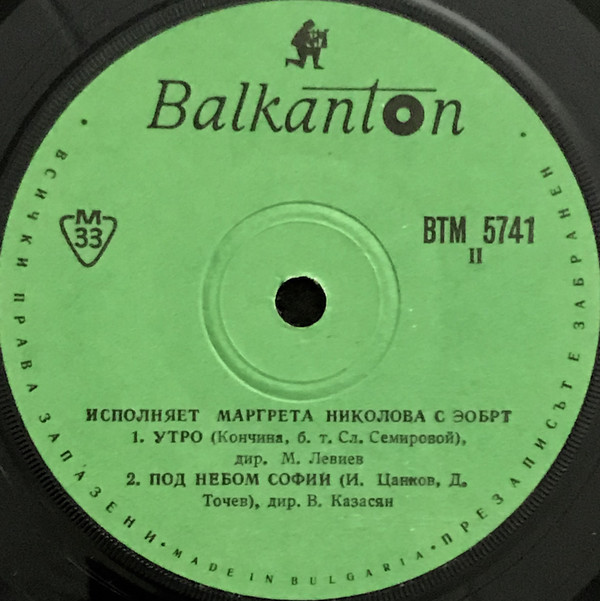 Balkanton
М
33
ВТМ 5741
II
ИСПОЛНЯЕТ МАРГРЕТА НИКОЛОВА С ЭОБРТ
1. УТРО (Кончина, б. т. Сл. Семировой),
дир. М. Левиев
2. ПОД НЕБОМ СОФИЙ (И. Цанков, Д.
Точев), дир. В. Казасян
• ВСИЧКИ ПРАВА ЗАПАЗЕНИ • MADE IN BULGARIA • ПРЕЗАПИСЪТ Е ЗАБРАНЕН •